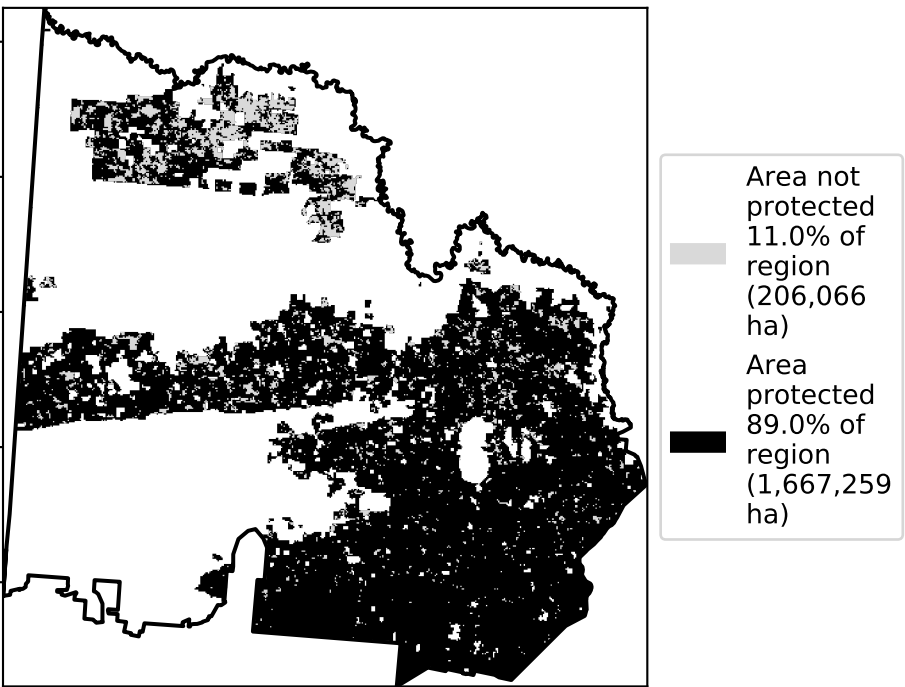 Area not
protected
11.0% of
region
(206,066
ha)
Area
protected
89.0% of
region
(1,667,259
ha)